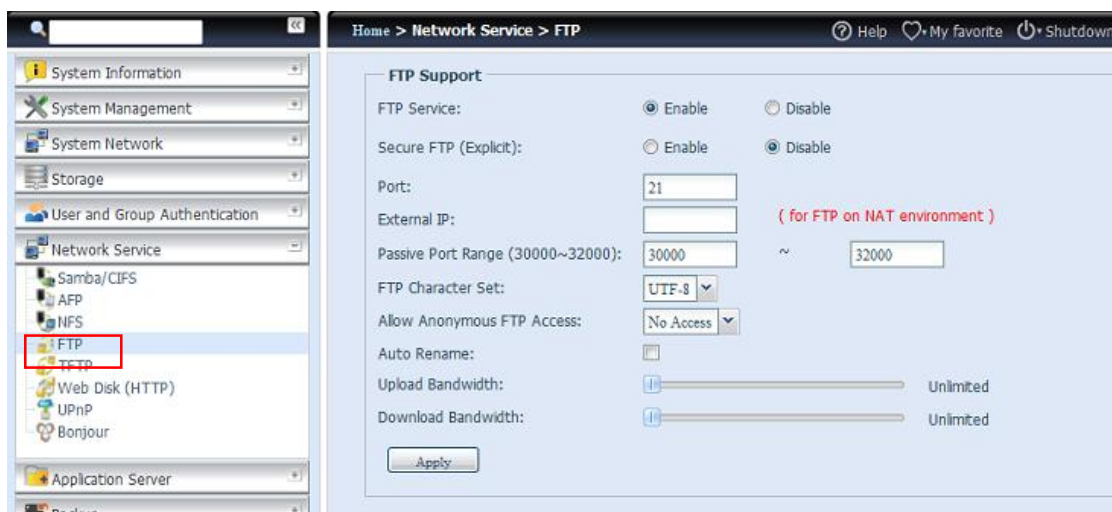 Home > Network Service > FTP
Help
My favorite
Shutdown
System Information
System Management
System Network
Storage
User and Group Authentication
Network Service
Samba/CIFS
AFP
NFS
FTP
TFTP
Web Disk (HTTP)
UPnP
Bonjour
Application Server
FTP Support
FTP Service: Enable Disable
Secure FTP (Explicit): Enable Disable
Port: 21
External IP: ( for FTP on NAT environment )
Passive Port Range (30000~32000): 30000 ~ 32000
FTP Character Set: UTF-8
Allow Anonymous FTP Access: No Access
Auto Rename:
Upload Bandwidth: Unlimited
Download Bandwidth: Unlimited
Apply